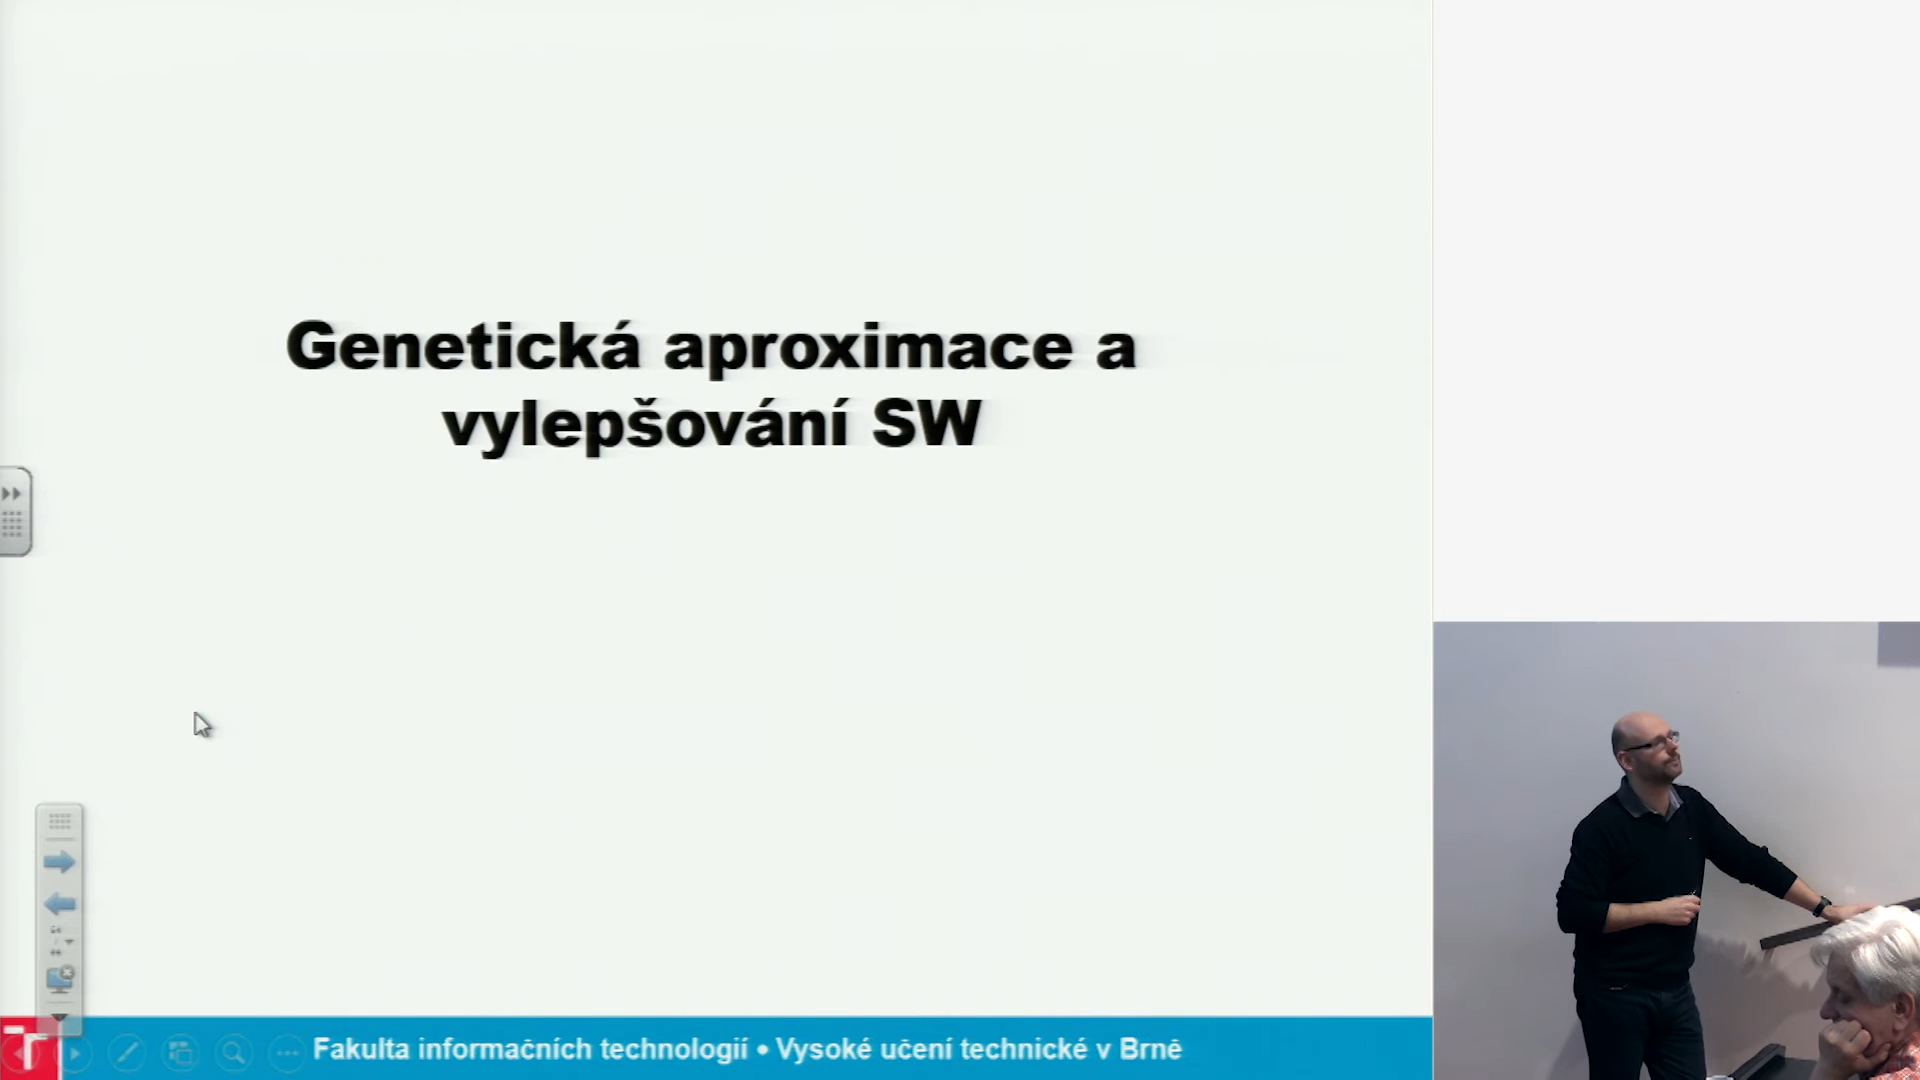 Genetická aproximace a
vylepšování SW
Fakulta informačních technologií • Vysoké učení technické v Brně